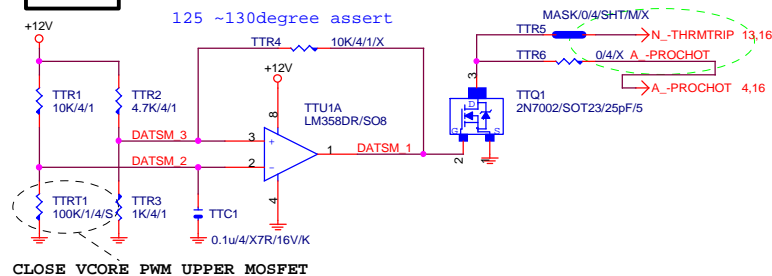 125 ~130degree assert
MASK/0/4/SHT/M/X
+12V
TTR4
10K/4/1/X
TTR5
N_-THRMTRIP 13,16
TTR6
0/4/X
A_-PROCHOT
+12V
A_-PROCHOT 4,16
TTR1
10K/4/1
TTR2
4.7K/4/1
TTU1A
LM358DR/SO8
3
TTQ1
2N7002/SOT23/25pF/5
D
G
S
8
DATSM_3
3
+
DATSM_2
2
-
1
DATSM_1
2
1
4
TTRT1
100K/1/4/S
TTR3
1K/4/1
TTC1
0.1u/4/X7R/16V/K
CLOSE VCORE PWM UPPER MOSFET